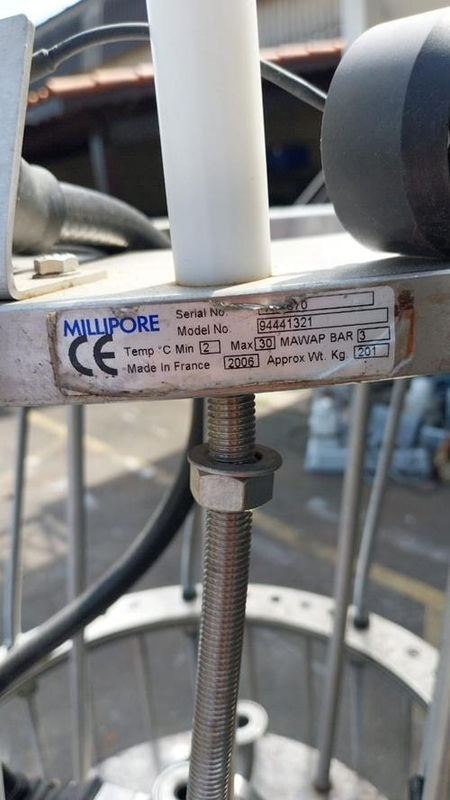 MILLIPORE
CE
Serial No.
Model No. 94441321
Temp °C Min 2 Max 30 MAWAP BAR 3
Made In France 2006 Approx Wt. Kg. 201